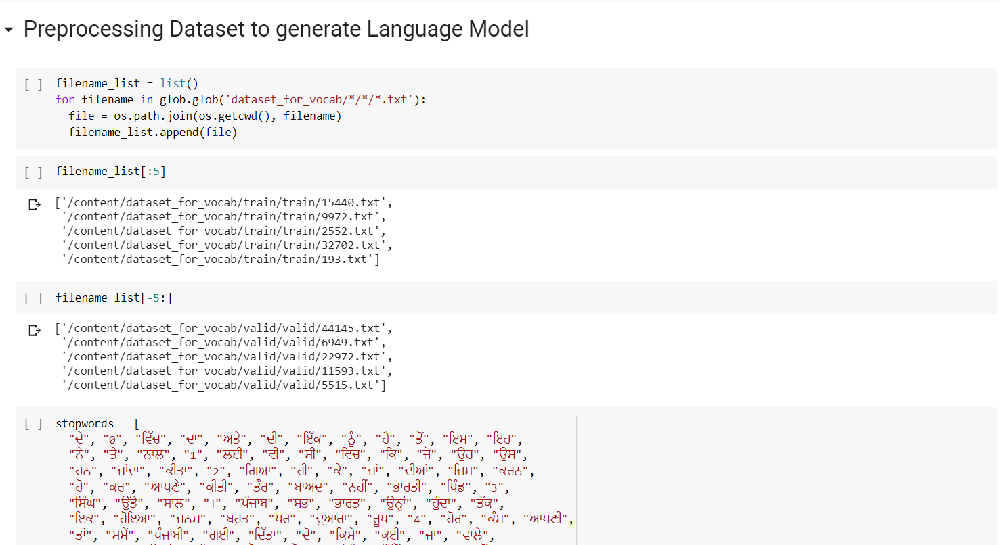 Preprocessing Dataset to generate Language Model
[ ] filename_list = list()
for filename in glob.glob('dataset_for_vocab/*/*/*.txt'):
file = os.path.join(os.getcwd(), filename)
filename_list.append(file)
[ ] filename_list[:5]
['/content/dataset_for_vocab/train/train/15440.txt',
'/content/dataset_for_vocab/train/train/9972.txt',
'/content/dataset_for_vocab/train/train/2552.txt',
'/content/dataset_for_vocab/train/train/32702.txt',
'/content/dataset_for_vocab/train/train/193.txt']
[ ] filename_list[-5:]
['/content/dataset_for_vocab/valid/valid/44145.txt',
'/content/dataset_for_vocab/valid/valid/6949.txt',
'/content/dataset_for_vocab/valid/valid/22972.txt',
'/content/dataset_for_vocab/valid/valid/11593.txt',
'/content/dataset_for_vocab/valid/valid/5515.txt']
[ ] stopwords = [
"ਦੇ", "0", "ਵਿੱਚ", "ਦਾ", "ਅਤੇ", "ਦੀ", "ਇੱਕ", "ਨੂੰ", "ਹੈ", "ਤੋਂ", "ਇਸ", "ਇਹ",
"ਨੇ", "ਤੇ", "ਨਾਲ", "1", "ਲਈ", "ਵੀ", "ਸੀ", "ਵਿਚ", "ਕਿ", "ਜੋ", "ਉਹ", "ਉਸ",
"ਹਨ", "ਜਾਂਦਾ", "ਕੀਤਾ", "2", "ਗਿਆ", "ਹੀ", "ਕੇ", "ਜਾਂ", "ਦੀਆਂ", "ਜਿਸ", "ਕਰਨ",
"ਹੋ", "ਕਰ", "ਆਪਣੇ", "ਕੀਤੀ", "ਤੌਰ", "ਬਾਅਦ", "ਨਹੀਂ", "ਭਾਰਤੀ", "ਪਿੰਡ", "3",
"ਸਿੰਘ", "ਉੱਤੇ", "ਸਾਲ", "।", "ਪੰਜਾਬ", "ਸਭ", "ਭਾਰਤ", "ਉਨ੍ਹਾਂ", "ਹੁੰਦਾ", "ਤੱਕ",
"ਇਕ", "ਹੋਇਆ", "ਜਨਮ", "ਬਹੁਤ", "ਪਰ", "ਦੁਆਰਾ", "ਰੂਪ", "4", "ਹੋਰ", "ਕੰਮ", "ਆਪਣੀ",
"ਤਾਂ", "ਸਮੇਂ", "ਪੰਜਾਬੀ", "ਗਈ", "ਦਿੱਤਾ", "ਦੋ", "ਕਿਸੇ", "ਕਈ", "ਜਾ", "ਵਾਲੇ",